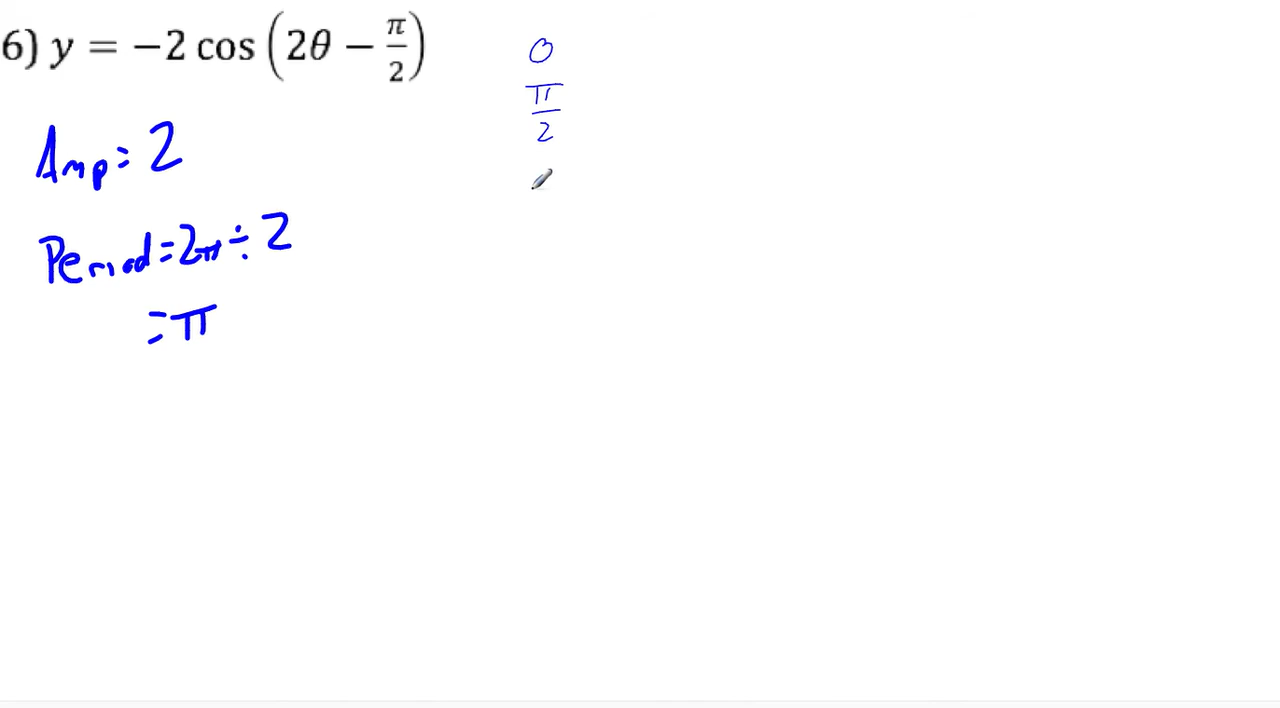 6) y = −2 cos (2θ − π/2)
0
π/2
Amp = 2
Period = 2π ÷ 2
= π